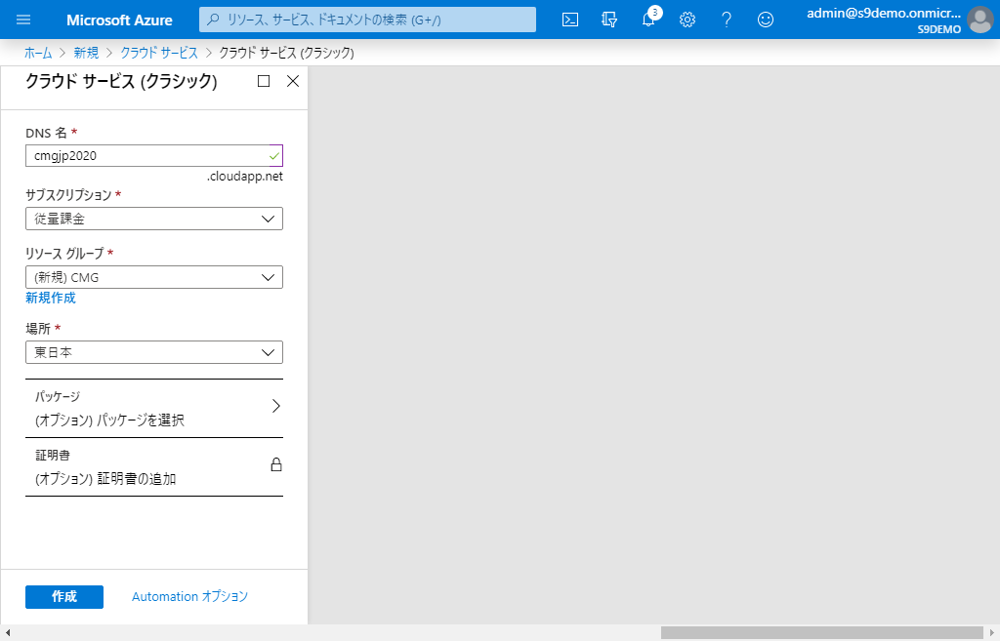 Microsoft Azure
リソース、サービス、ドキュメントの検索 (G+/)
3
admin@s9demo.onmicr...
S9DEMO
ホーム > 新規 > クラウド サービス > クラウド サービス (クラシック)
クラウド サービス (クラシック)
DNS 名 *
cmgjp2020
.cloudapp.net
サブスクリプション *
従量課金
リソース グループ *
(新規) CMG
新規作成
場所 *
東日本
パッケージ
(オプション) パッケージを選択
証明書
(オプション) 証明書の追加
作成
Automation オプション